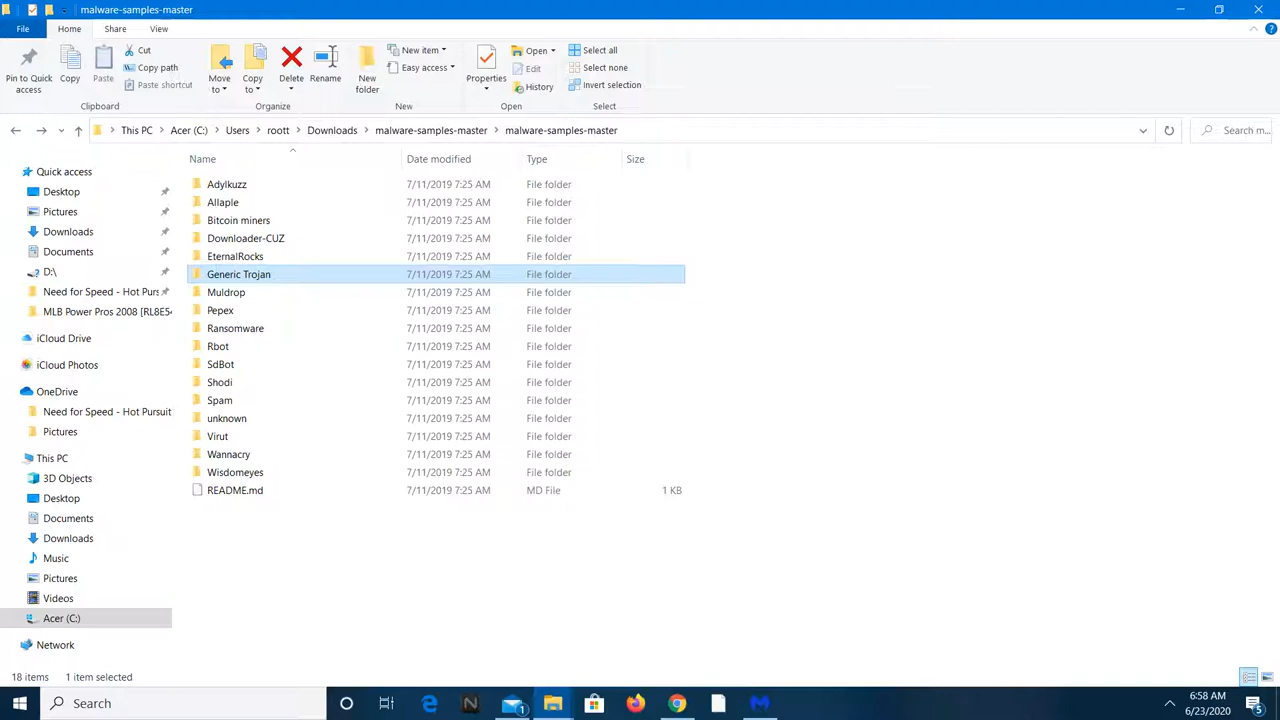 malware-samples-master
File Home Share View
Pin to Quick access
Copy
Paste
Cut
Copy path
Paste shortcut
Clipboard
Move to
Copy to
Delete
Rename
Organize
New folder
New item
Easy access
New
Properties
Open
Edit
History
Open
Select all
Select none
Invert selection
Select
This PC > Acer (C:) > Users > roott > Downloads > malware-samples-master > malware-samples-master
Search m...
Name Date modified Type Size
Quick access
Desktop
Pictures
Downloads
Documents
D:\
Need for Speed - Hot Purs
MLB Power Pros 2008 [RL8E54
iCloud Drive
iCloud Photos
OneDrive
Need for Speed - Hot Pursuit
Pictures
This PC
3D Objects
Desktop
Documents
Downloads
Music
Pictures
Videos
Acer (C:)
Network
Adylkuzz 7/11/2019 7:25 AM File folder
Allaple 7/11/2019 7:25 AM File folder
Bitcoin miners 7/11/2019 7:25 AM File folder
Downloader-CUZ 7/11/2019 7:25 AM File folder
EternalRocks 7/11/2019 7:25 AM File folder
Generic Trojan 7/11/2019 7:25 AM File folder
Muldrop 7/11/2019 7:25 AM File folder
Pepex 7/11/2019 7:25 AM File folder
Ransomware 7/11/2019 7:25 AM File folder
Rbot 7/11/2019 7:25 AM File folder
SdBot 7/11/2019 7:25 AM File folder
Shodi 7/11/2019 7:25 AM File folder
Spam 7/11/2019 7:25 AM File folder
unknown 7/11/2019 7:25 AM File folder
Virut 7/11/2019 7:25 AM File folder
Wannacry 7/11/2019 7:25 AM File folder
Wisdomeyes 7/11/2019 7:25 AM File folder
README.md 7/11/2019 7:25 AM MD File 1 KB
18 items 1 item selected
Search
1
6:58 AM
6/23/2020
5